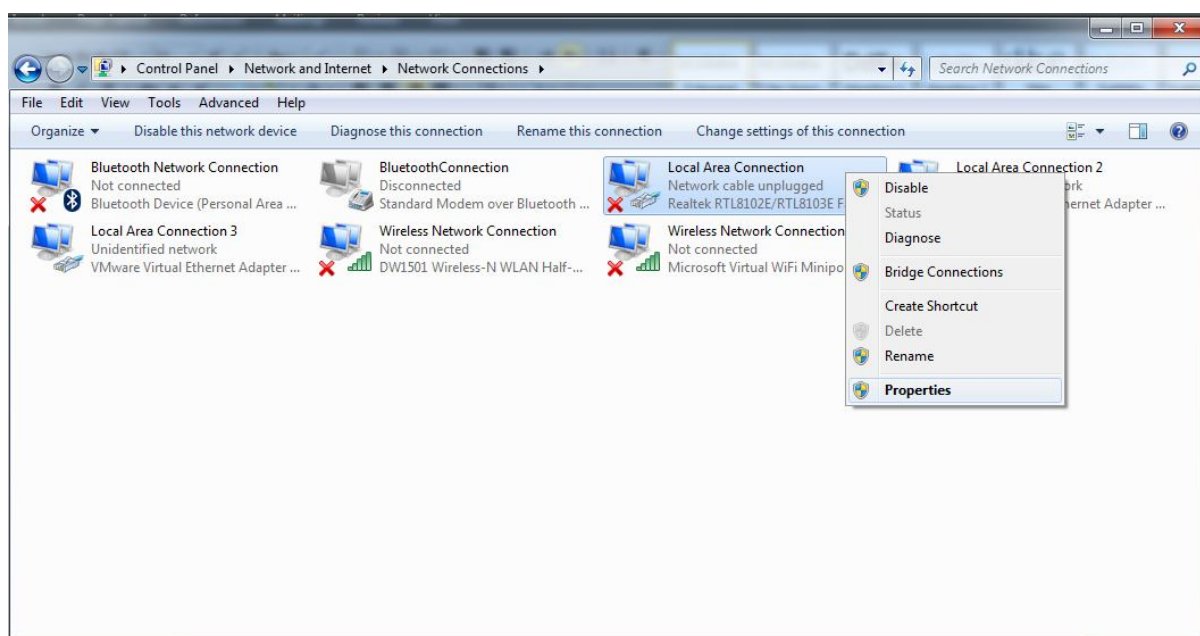 Control Panel ▸ Network and Internet ▸ Network Connections ▸
Search Network Connections
File Edit View Tools Advanced Help
Organize Disable this network device Diagnose this connection Rename this connection Change settings of this connection
Bluetooth Network Connection
Not connected
Bluetooth Device (Personal Area ...
BluetoothConnection
Disconnected
Standard Modem over Bluetooth ...
Local Area Connection
Network cable unplugged
Realtek RTL8102E/RTL8103E F
Local Area Connection 2
ernet Adapter ...
Local Area Connection 3
Unidentified network
VMware Virtual Ethernet Adapter ...
Wireless Network Connection
Not connected
DW1501 Wireless-N WLAN Half-...
Wireless Network Connection
Not connected
Microsoft Virtual WiFi Minipo
Disable
Status
Diagnose
Bridge Connections
Create Shortcut
Delete
Rename
Properties